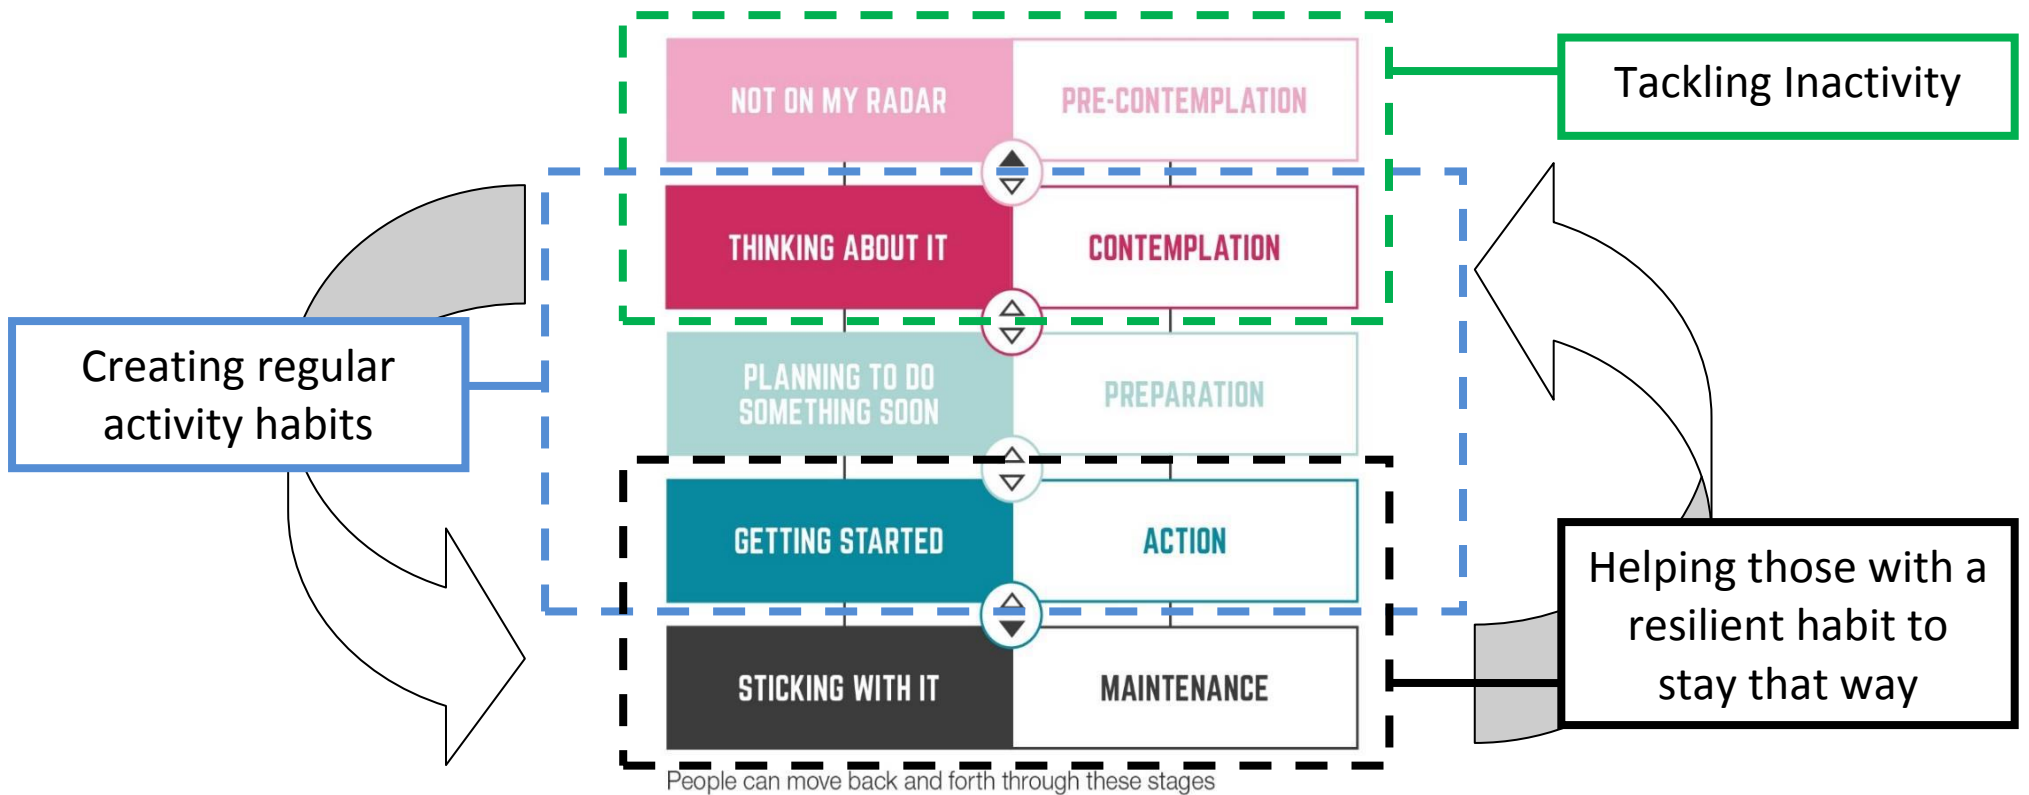 NOT ON MY RADAR
PRE-CONTEMPLATION
Tackling Inactivity
THINKING ABOUT IT
CONTEMPLATION
Creating regular
activity habits
PLANNING TO DO
SOMETHING SOON
PREPARATION
GETTING STARTED
ACTION
Helping those with a
resilient habit to
stay that way
STICKING WITH IT
MAINTENANCE
People can move back and forth through these stages